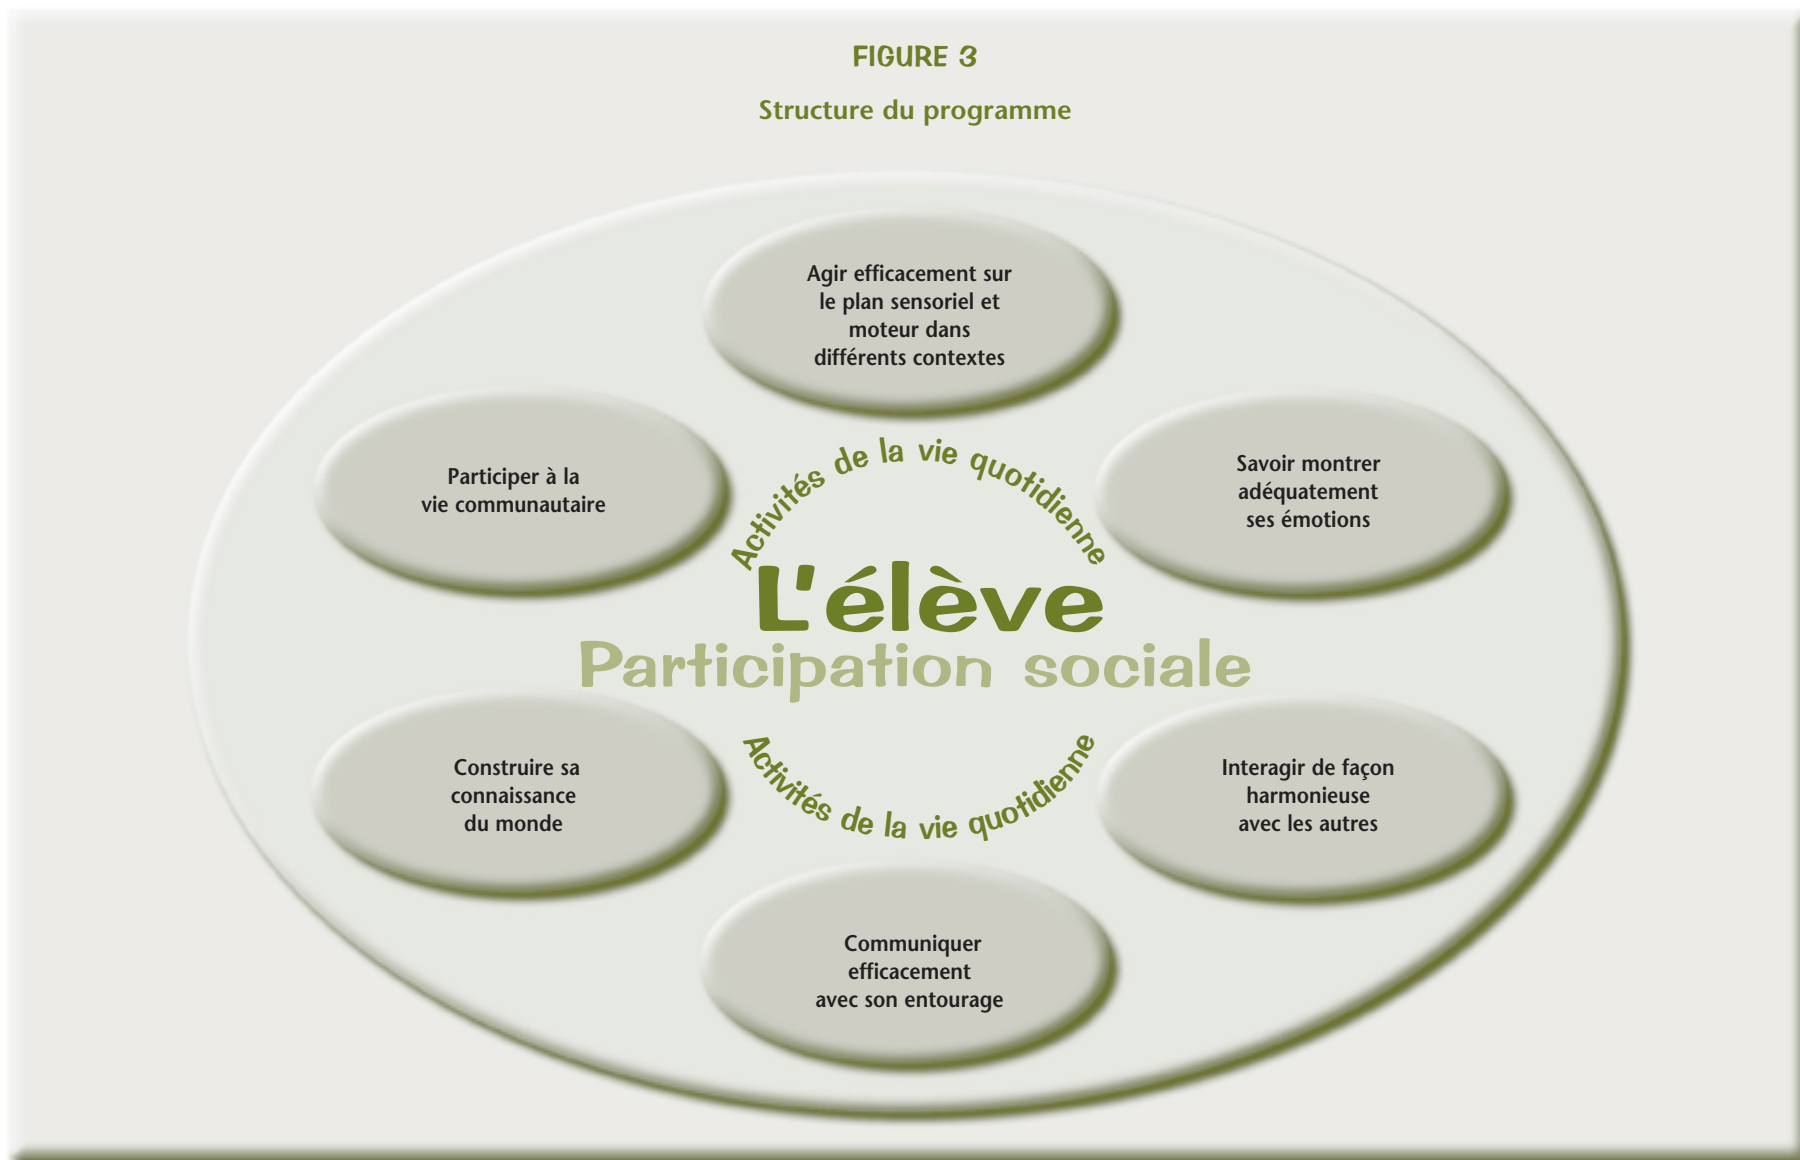 FIGURE 3
Structure du programme
Agir efficacement sur
le plan sensoriel et
moteur dans
différents contextes
Participer à la
vie communautaire
Savoir montrer
adéquatement
ses émotions
Activités de la vie quotidienne
L'élève
Participation sociale
Activités de la vie quotidienne
Construire sa
connaissance
du monde
Interagir de façon
harmonieuse
avec les autres
Communiquer
efficacement
avec son entourage